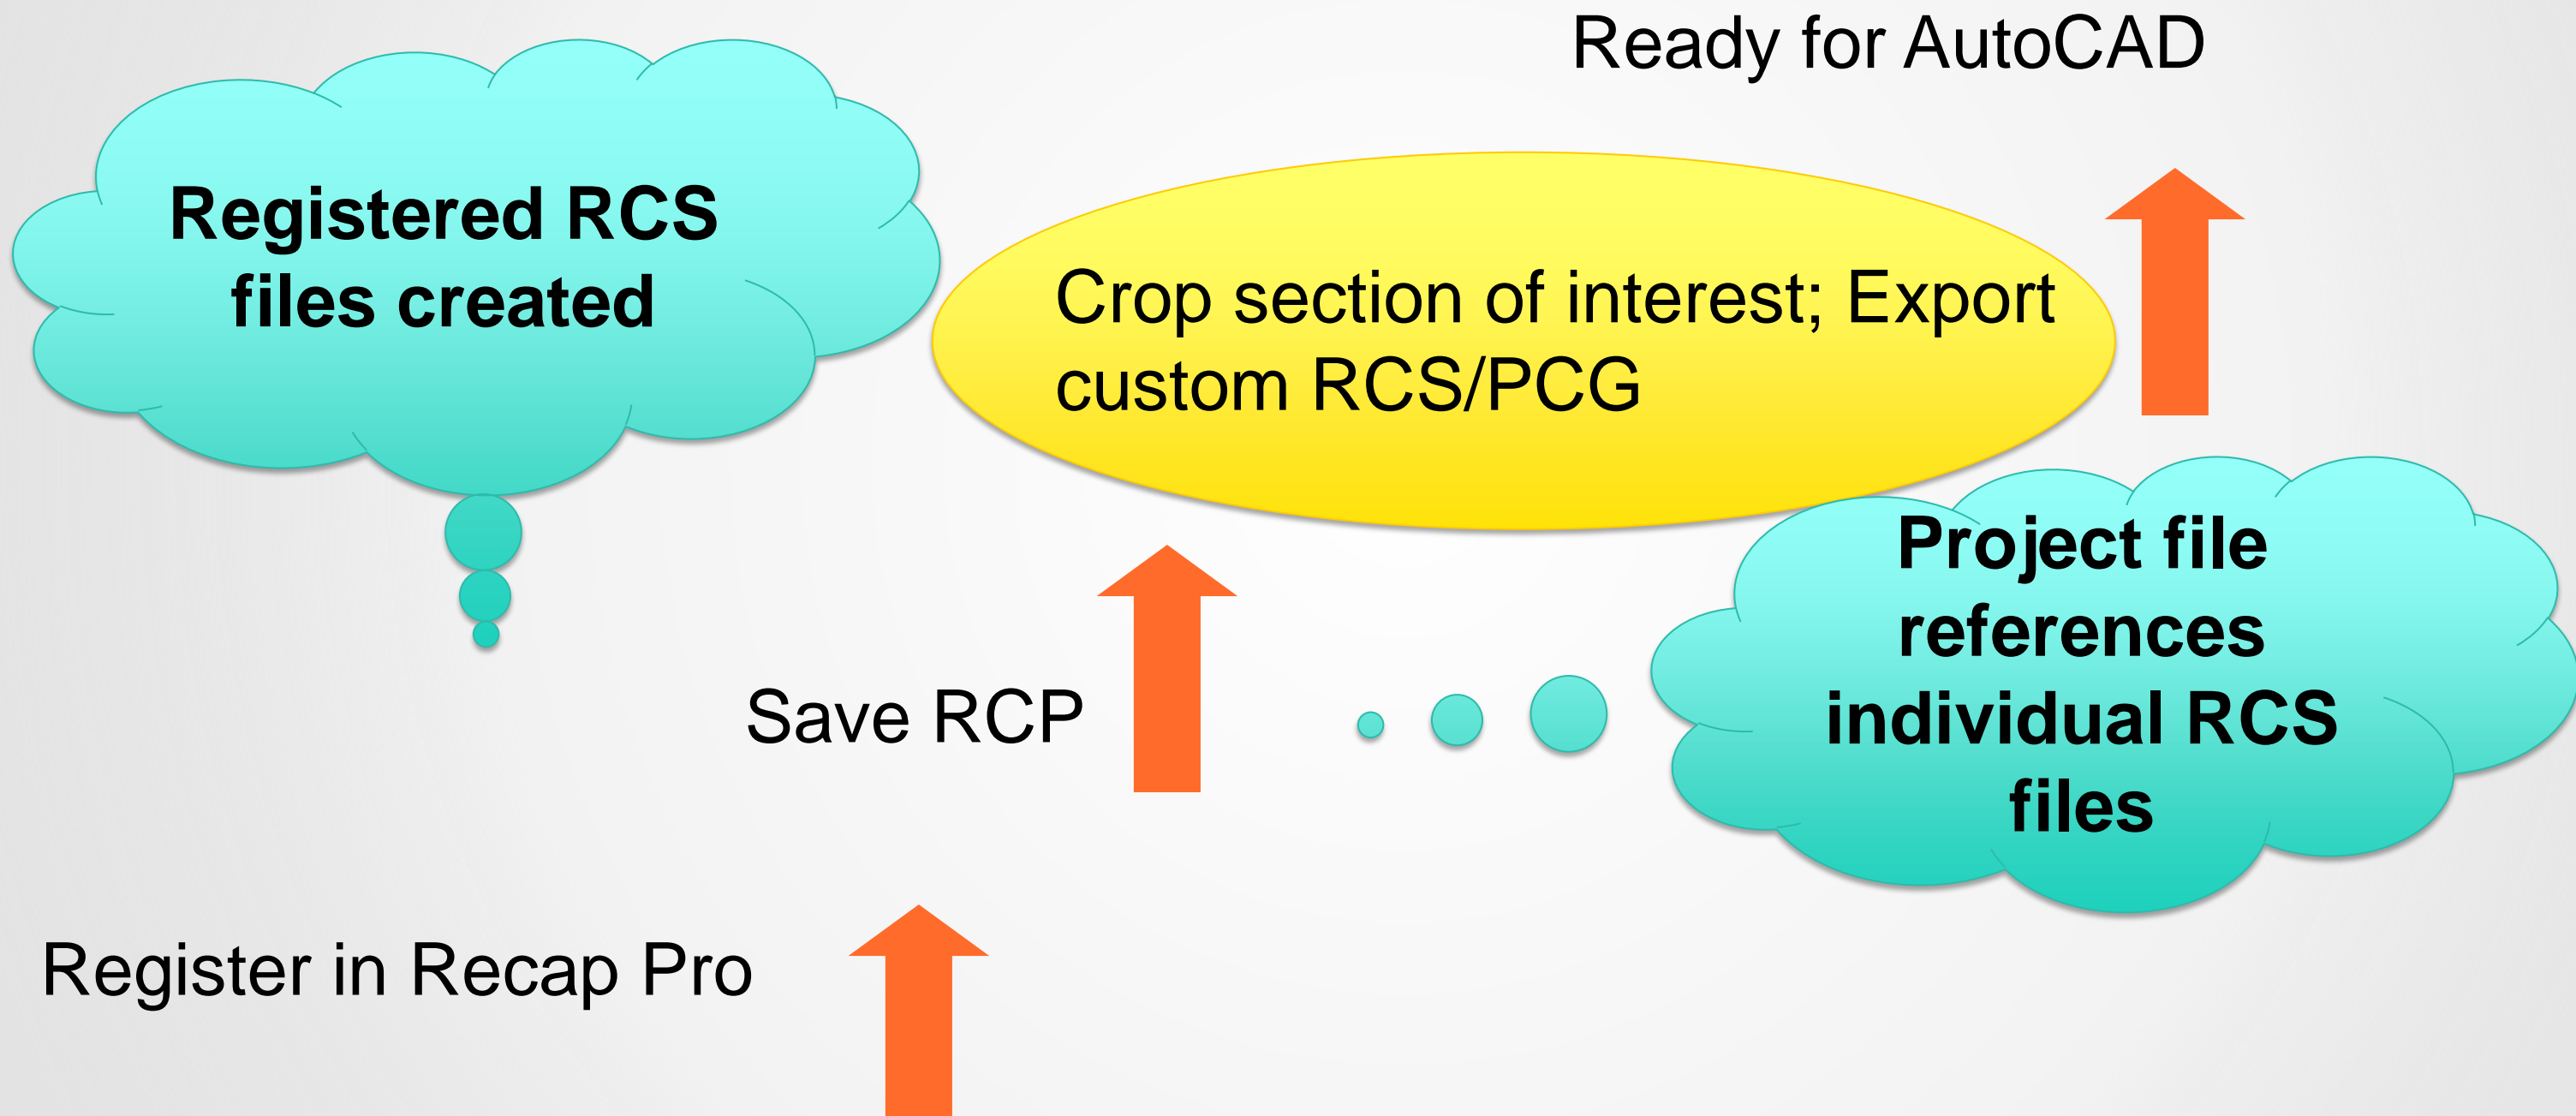 Ready for AutoCAD
Registered RCS
files created
Crop section of interest; Export
custom RCS/PCG
Project file
references
individual RCS
files
Save RCP
Register in Recap Pro